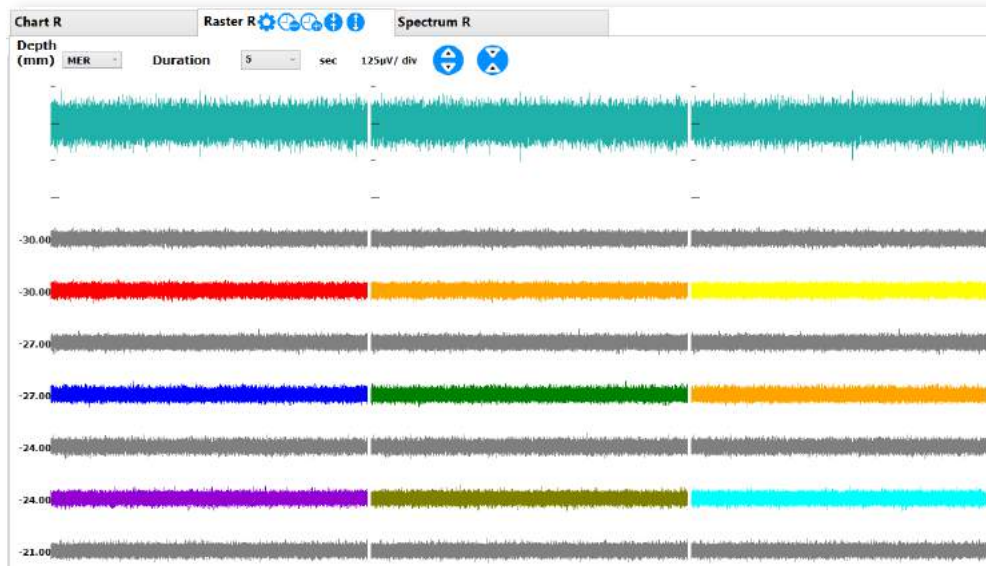 Chart R Raster R Spectrum R
Depth
(mm) MER Duration 5 sec 125µV/ div
-30.00
-30.00
-27.00
-27.00
-24.00
-24.00
-21.00